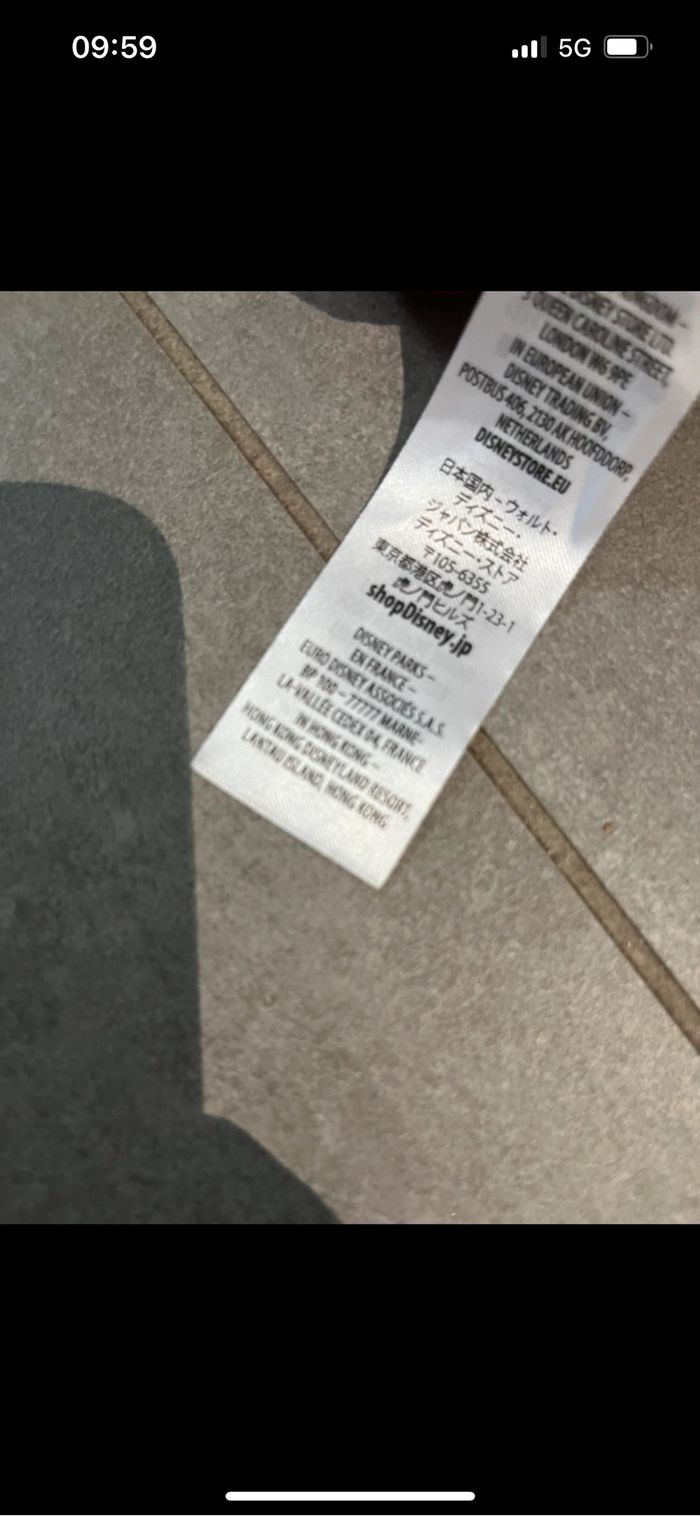 09:59
5G
DISNEY STORE LTD.
3 QUEEN CAROLINE STREET,
LONDON W6 9PE
IN EUROPEAN UNION –
DISNEY TRADING BV,
POSTBUS 406, 2130 AK HOOFDDORP,
NETHERLANDS
DISNEYSTORE.EU
日本国内 - ウォルト・
ディズニー・
ジャパン株式会社
ディズニー・ストア
〒105-6355
東京都港区虎ノ門1-23-1
虎ノ門ヒルズ
shopDisney.jp
DISNEY PARKS –
EN FRANCE –
EURO DISNEY ASSOCIÉS S.A.S.
BP 100 – 77777 MARNE-
LA-VALLÉE CEDEX 04, FRANCE
IN HONG KONG –
HONG KONG DISNEYLAND RESORT,
LANTAU ISLAND, HONG KONG